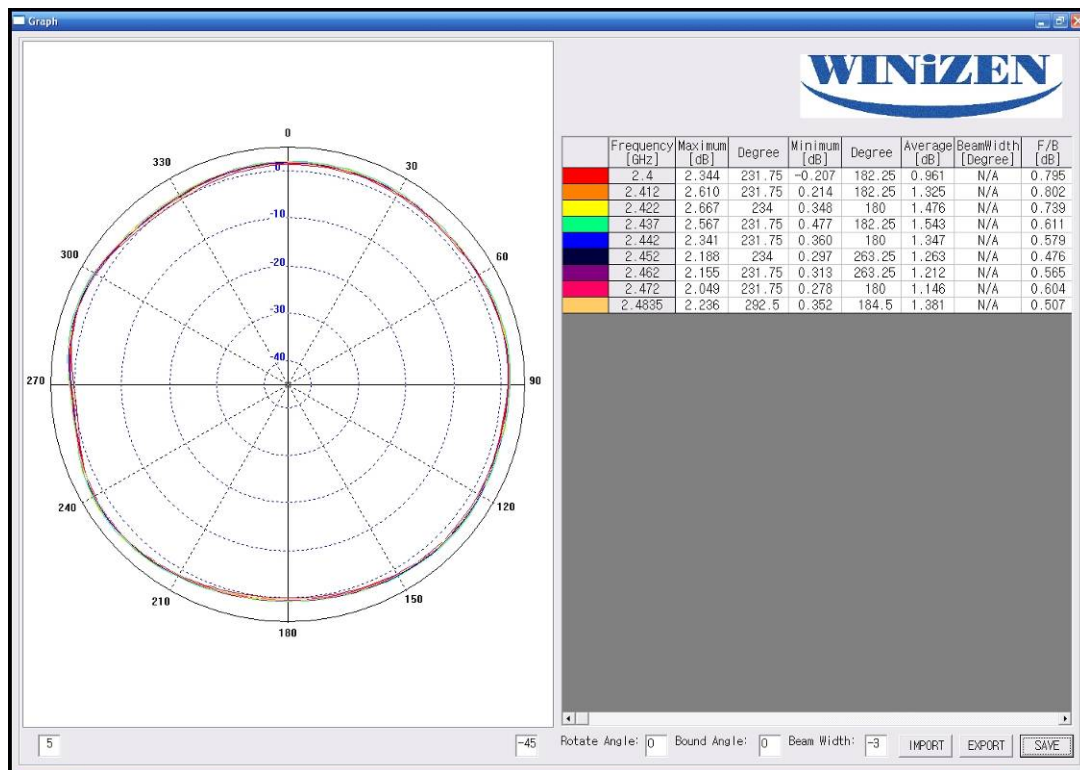 Graph
WINiZEN
0
330
30
0
-10
300
-20
60
-30
-40
270
90
240
120
210
150
180
Frequency [GHz] Maximum [dB] Degree Minimum [dB] Degree Average [dB] BeamWidth [Degree] F/B [dB]
2.4 2.344 231.75 -0.207 182.25 0.961 N/A 0.795
2.412 2.610 231.75 0.214 182.25 1.325 N/A 0.802
2.422 2.667 234 0.348 180 1.476 N/A 0.739
2.437 2.567 231.75 0.477 182.25 1.543 N/A 0.611
2.442 2.341 231.75 0.360 180 1.347 N/A 0.579
2.452 2.188 234 0.297 263.25 1.263 N/A 0.476
2.462 2.155 231.75 0.313 263.25 1.212 N/A 0.565
2.472 2.049 231.75 0.278 180 1.146 N/A 0.604
2.4835 2.236 292.5 0.352 184.5 1.381 N/A 0.507
5 -45 Rotate Angle: 0 Bound Angle: 0 Beam Width: -3 IMPORT EXPORT SAVE